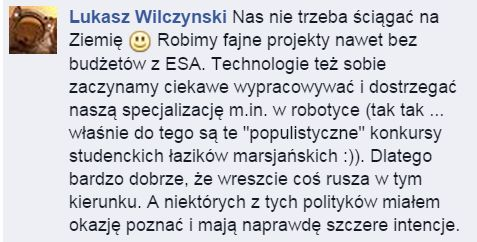 Lukasz Wilczynski Nas nie trzeba ściągać na
Ziemię 🙂 Robimy fajne projekty nawet bez
budżetów z ESA. Technologie też sobie
zaczynamy ciekawe wypracowywać i dostrzegać
naszą specjalizację m.in. w robotyce (tak tak ...
właśnie do tego są te "populistyczne" konkursy
studenckich łazików marsjańskich :)). Dlatego
bardzo dobrze, że wreszcie coś rusza w tym
kierunku. A niektórych z tych polityków miałem
okazję poznać i mają naprawdę szczere intencje.